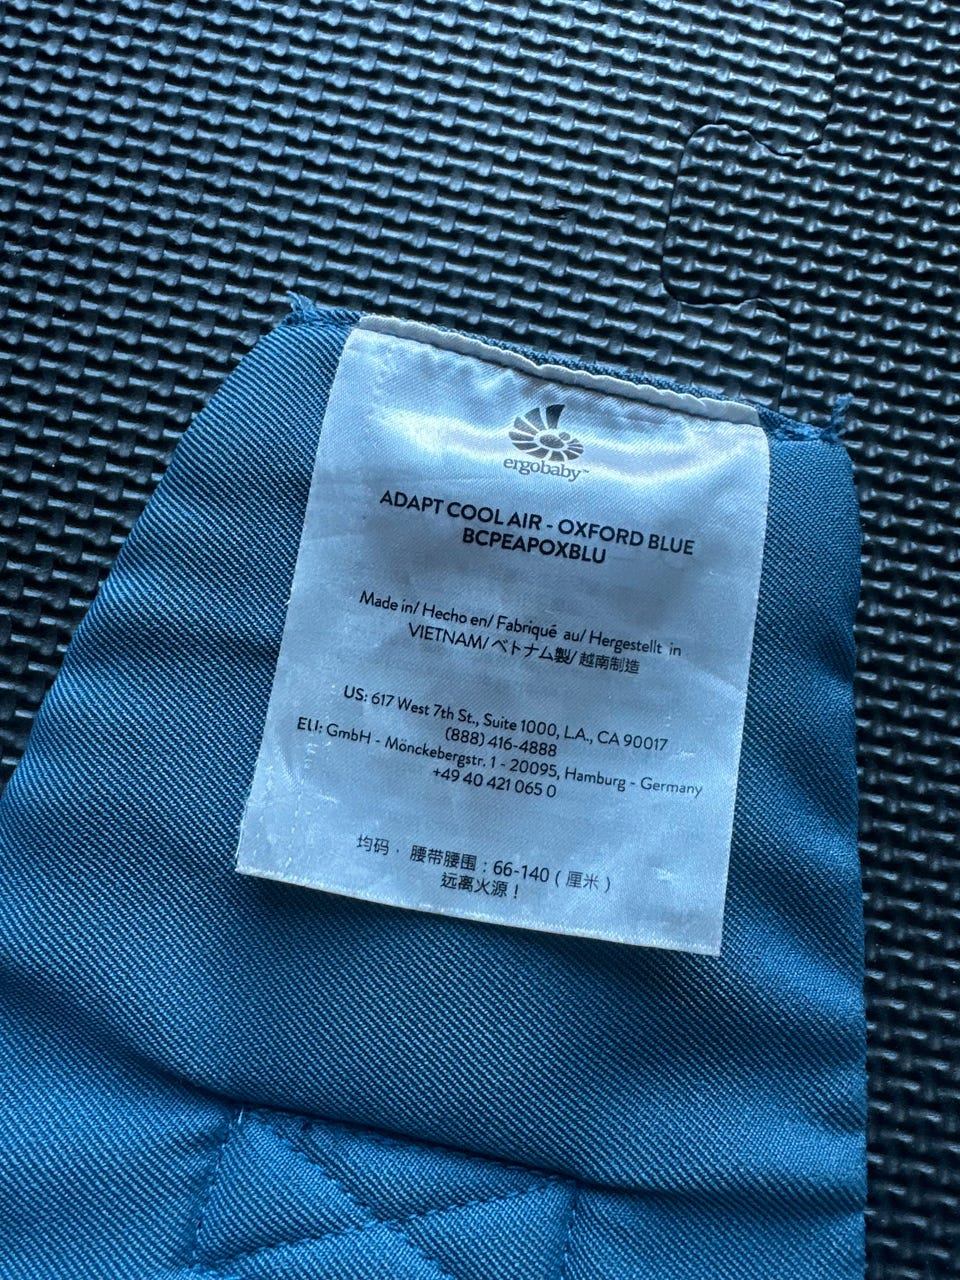 ergobaby™
ADAPT COOL AIR - OXFORD BLUE
BCPEAPOXBLU
Made in/ Hecho en/ Fabriqué au/ Hergestellt in
VIETNAM/ベトナム製/越南制造
US: 617 West 7th St., Suite 1000, L.A., CA 90017
(888) 416-4888
EU: GmbH - Mönckebergstr. 1 - 20095, Hamburg - Germany
+49 40 421 065 0
均码，腰带腰围：66-140（厘米）
远离火源！